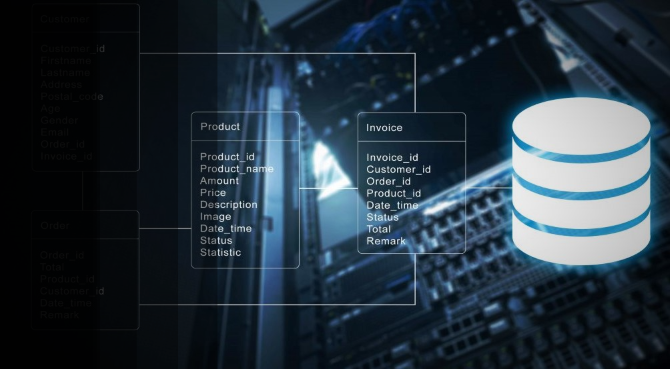 Customer
Customer_id
Firstname
Lastname
Address
Postal_code
Age
Gender
Email
Order_id
Invoice_id
Product
Product_id
Product_name
Amount
Price
Description
Image
Date_time
Status
Statistic
Invoice
Invoice_id
Customer_id
Order_id
Product_id
Date_time
Status
Total
Remark
Order
Order_id
Total
Product_id
Customer_id
Date_time
Remark